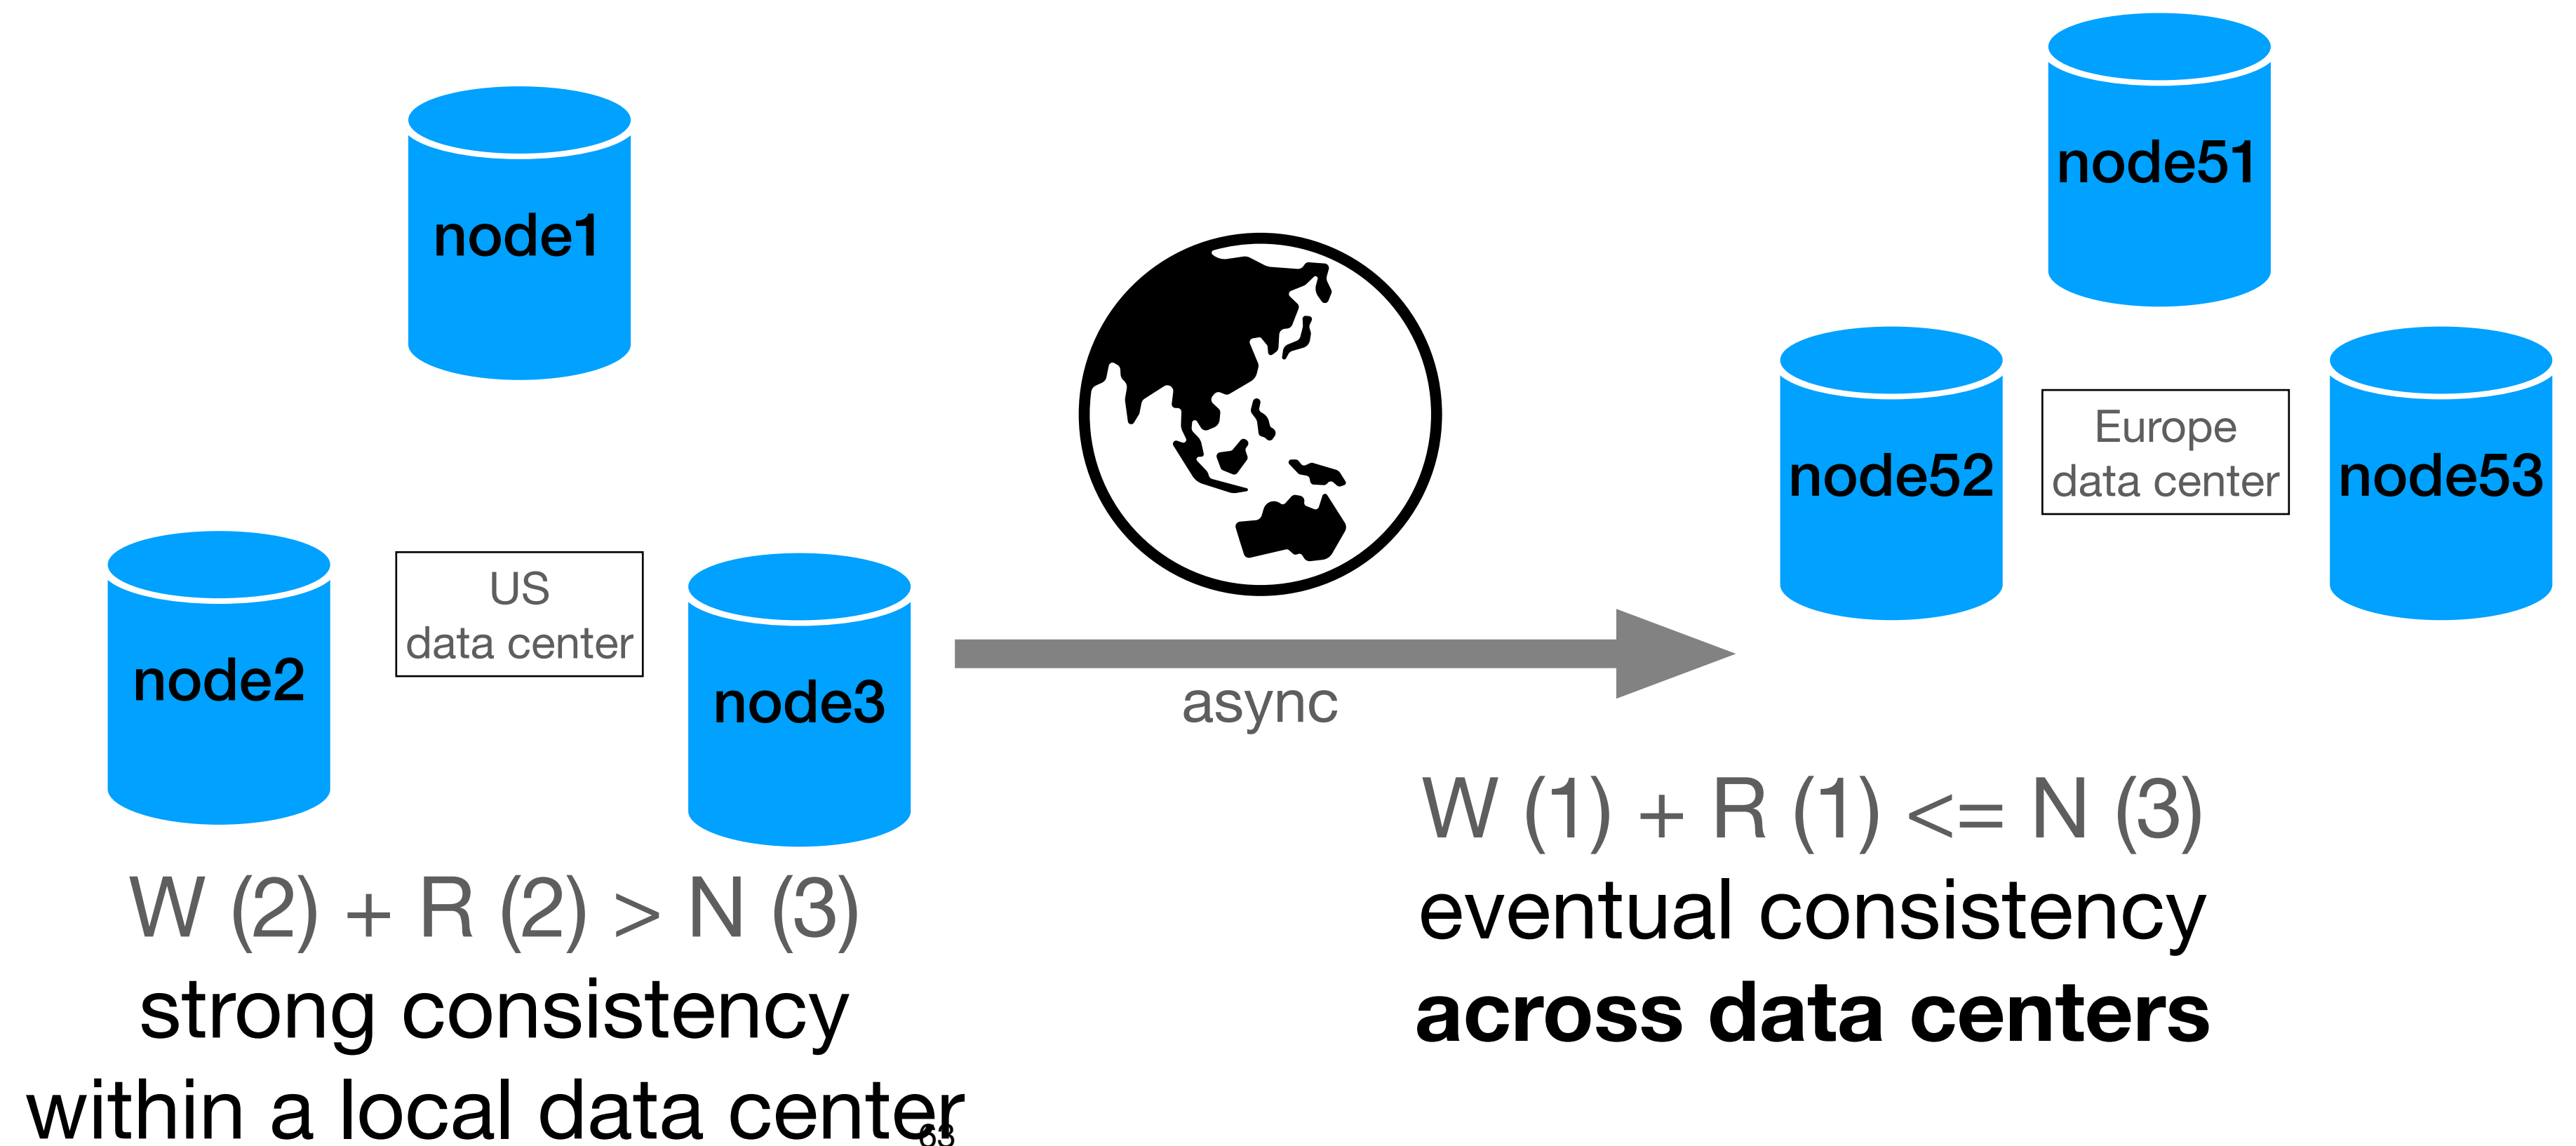 node1
node2
US
data center
node3
async
W (2) + R (2) > N (3)
strong consistency
within a local data center
node51
node52
Europe
data center
node53
W (1) + R (1) <= N (3)
eventual consistency
across data centers
63